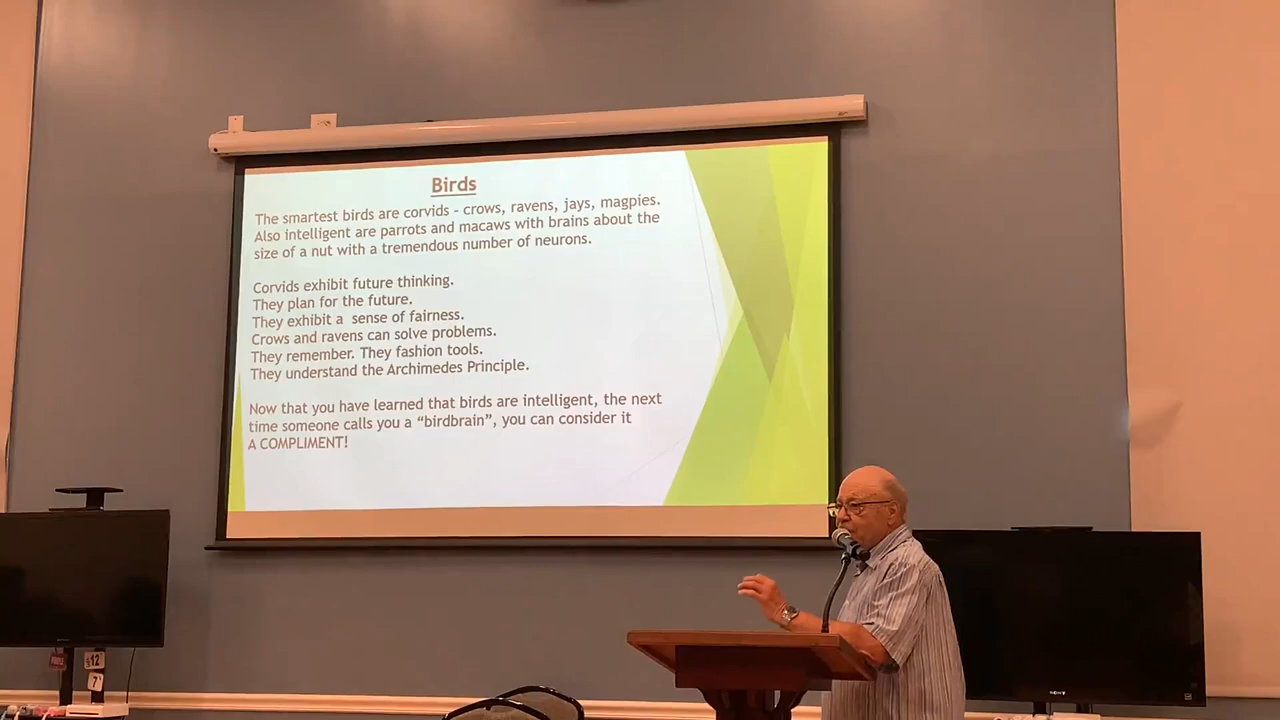 Birds
The smartest birds are corvids – crows, ravens, jays, magpies.
Also intelligent are parrots and macaws with brains about the
size of a nut with a tremendous number of neurons.
Corvids exhibit future thinking.
They plan for the future.
They exhibit a sense of fairness.
Crows and ravens can solve problems.
They remember. They fashion tools.
They understand the Archimedes Principle.
Now that you have learned that birds are intelligent, the next
time someone calls you a “birdbrain”, you can consider it
A COMPLIMENT!
12
7
SONY